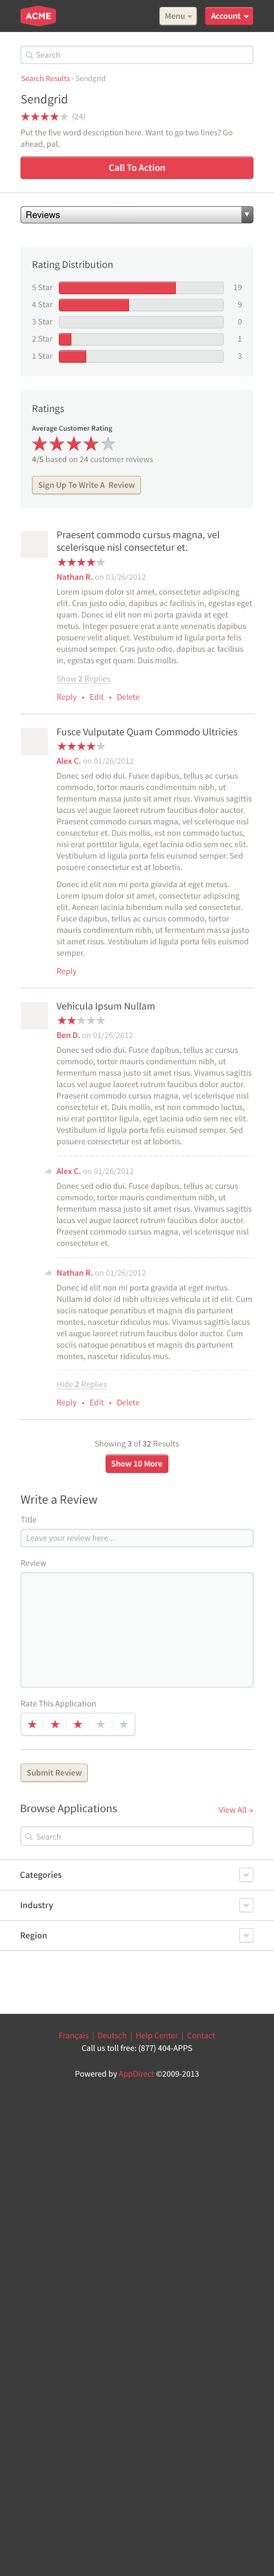 ACME
Menu
Account
Search
Search Results › Sendgrid
Sendgrid
(24)
Put the five word description here. Want to go two lines? Go
ahead, pal.
Call To Action
Reviews
Rating Distribution
5 Star 19
4 Star 9
3 Star 0
2 Star 1
1 Star 3
Ratings
Average Customer Rating
4/5 based on 24 customer reviews
Sign Up To Write A Review
Praesent commodo cursus magna, vel
scelerisque nisl consectetur et.
Nathan R. on 03/26/2012
Lorem ipsum dolor sit amet, consectetur adipiscing
elit. Cras justo odio, dapibus ac facilisis in, egestas eget
quam. Donec id elit non mi porta gravida at eget
metus. Integer posuere erat a ante venenatis dapibus
posuere velit aliquet. Vestibulum id ligula porta felis
euismod semper. Cras justo odio, dapibus ac facilisis
in, egestas eget quam. Duis mollis.
Show 2 Replies
Reply • Edit • Delete
Fusce Vulputate Quam Commodo Ultricies
Alex C. on 01/26/2012
Donec sed odio dui. Fusce dapibus, tellus ac cursus
commodo, tortor mauris condimentum nibh, ut
fermentum massa justo sit amet risus. Vivamus sagittis
lacus vel augue laoreet rutrum faucibus dolor auctor.
Praesent commodo cursus magna, vel scelerisque nisl
consectetur et. Duis mollis, est non commodo luctus,
nisi erat porttitor ligula, eget lacinia odio sem nec elit.
Vestibulum id ligula porta felis euismod semper. Sed
posuere consectetur est at lobortis.
Donec id elit non mi porta gravida at eget metus.
Lorem ipsum dolor sit amet, consectetur adipiscing
elit. Aenean lacinia bibendum nulla sed consectetur.
Fusce dapibus, tellus ac cursus commodo, tortor
mauris condimentum nibh, ut fermentum massa justo
sit amet risus. Vestibulum id ligula porta felis euismod
semper.
Reply
Vehicula Ipsum Nullam
Ben D. on 01/26/2012
Donec sed odio dui. Fusce dapibus, tellus ac cursus
commodo, tortor mauris condimentum nibh, ut
fermentum massa justo sit amet risus. Vivamus sagittis
lacus vel augue laoreet rutrum faucibus dolor auctor.
Praesent commodo cursus magna, vel scelerisque nisl
consectetur et. Duis mollis, est non commodo luctus,
nisi erat porttitor ligula, eget lacinia odio sem nec elit.
Vestibulum id ligula porta felis euismod semper. Sed
posuere consectetur est at lobortis.
Alex C. on 01/26/2012
Donec sed odio dui. Fusce dapibus, tellus ac cursus
commodo, tortor mauris condimentum nibh, ut
fermentum massa justo sit amet risus. Vivamus sagittis
lacus vel augue laoreet rutrum faucibus dolor auctor.
Praesent commodo cursus magna, vel scelerisque nisl
consectetur et.
Nathan R. on 01/26/2012
Donec id elit non mi porta gravida at eget metus.
Nullam id dolor id nibh ultricies vehicula ut id elit. Cum
sociis natoque penatibus et magnis dis parturient
montes, nascetur ridiculus mus. Vivamus sagittis lacus
vel augue laoreet rutrum faucibus dolor auctor. Cum
sociis natoque penatibus et magnis dis parturient
montes, nascetur ridiculus mus.
Hide 2 Replies
Reply • Edit • Delete
Showing 3 of 32 Results
Show 10 More
Write a Review
Title
Leave your review here...
Review
Rate This Application
Submit Review
Browse Applications
View All →
Search
Categories
Industry
Region
Français | Deutsch | Help Center | Contact
Call us toll free: (877) 404-APPS
Powered by AppDirect ©2009-2013